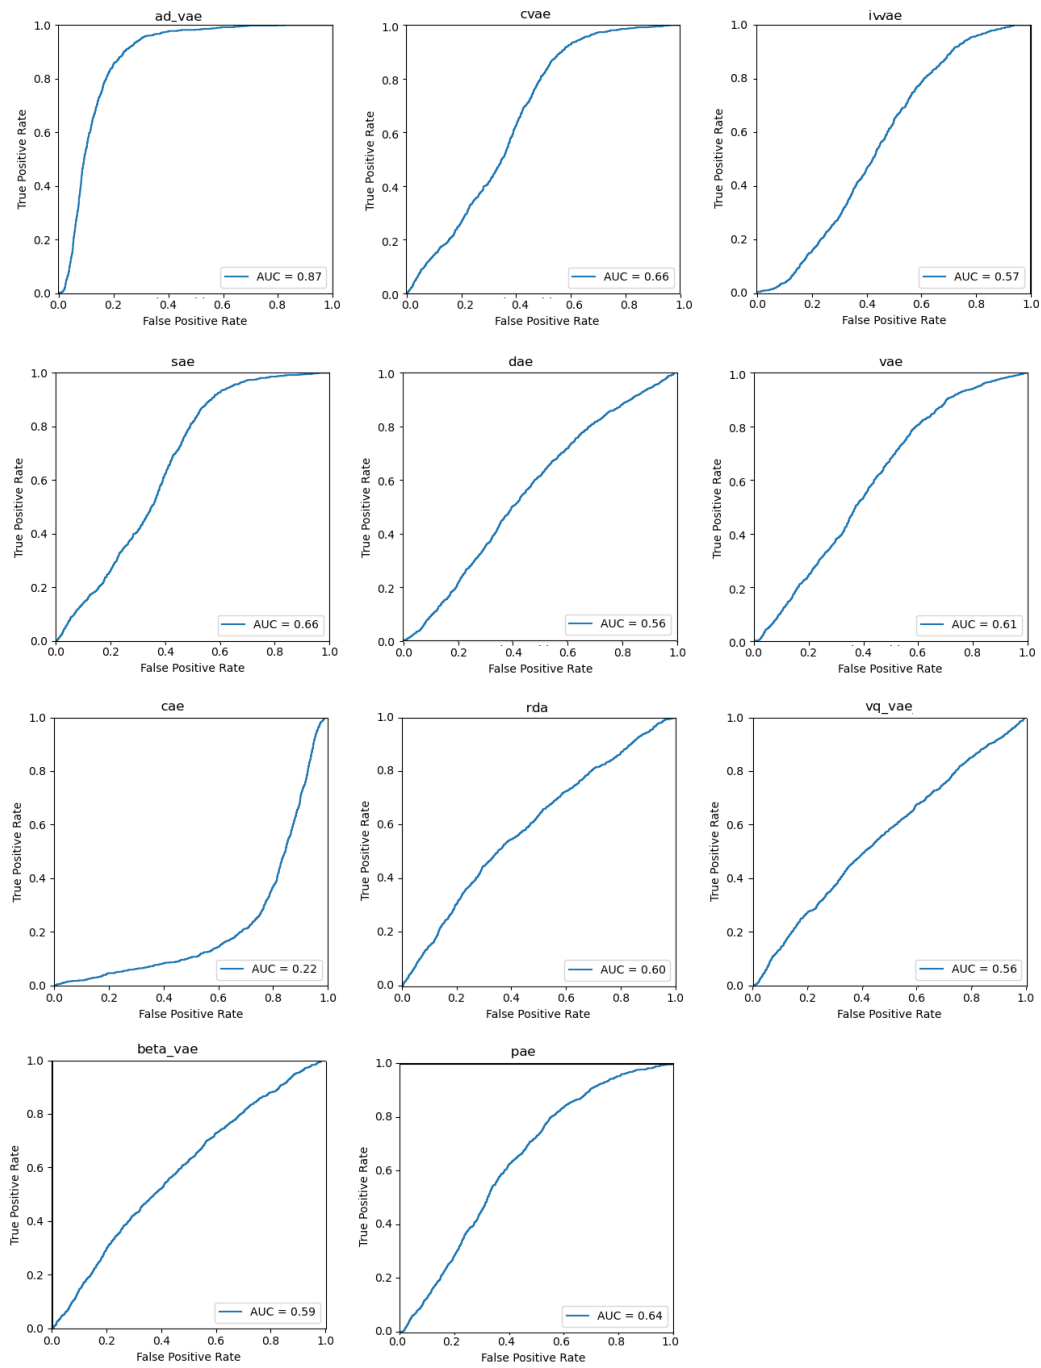 ad_vae
1.0
0.8
0.6
0.4
0.2
0.0
True Positive Rate
0.0 0.2 0.4 0.6 0.8 1.0
False Positive Rate
AUC = 0.87
cvae
1.0
0.8
0.6
0.4
0.2
0.0
True Positive Rate
0.0 0.2 0.4 0.6 0.8 1.0
False Positive Rate
AUC = 0.66
iwae
1.0
0.8
0.6
0.4
0.2
0.0
True Positive Rate
0.0 0.2 0.4 0.6 0.8 1.0
False Positive Rate
AUC = 0.57
sae
1.0
0.8
0.6
0.4
0.2
0.0
True Positive Rate
0.0 0.2 0.4 0.6 0.8 1.0
False Positive Rate
AUC = 0.66
dae
1.0
0.8
0.6
0.4
0.2
0.0
True Positive Rate
0.0 0.2 0.4 0.6 0.8 1.0
False Positive Rate
AUC = 0.56
vae
1.0
0.8
0.6
0.4
0.2
0.0
True Positive Rate
0.0 0.2 0.4 0.6 0.8 1.0
False Positive Rate
AUC = 0.61
cae
1.0
0.8
0.6
0.4
0.2
0.0
True Positive Rate
0.0 0.2 0.4 0.6 0.8 1.0
False Positive Rate
AUC = 0.22
rda
1.0
0.8
0.6
0.4
0.2
0.0
True Positive Rate
0.0 0.2 0.4 0.6 0.8 1.0
False Positive Rate
AUC = 0.60
vq_vae
1.0
0.8
0.6
0.4
0.2
0.0
True Positive Rate
0.0 0.2 0.4 0.6 0.8 1.0
False Positive Rate
AUC = 0.56
beta_vae
1.0
0.8
0.6
0.4
0.2
0.0
True Positive Rate
0.0 0.2 0.4 0.6 0.8 1.0
False Positive Rate
AUC = 0.59
pae
1.0
0.8
0.6
0.4
0.2
0.0
True Positive Rate
0.0 0.2 0.4 0.6 0.8 1.0
False Positive Rate
AUC = 0.64